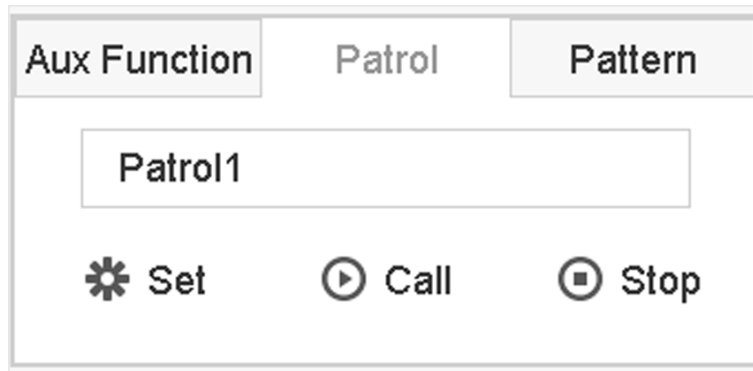 Aux Function Patrol Pattern
Patrol1
Set Call Stop